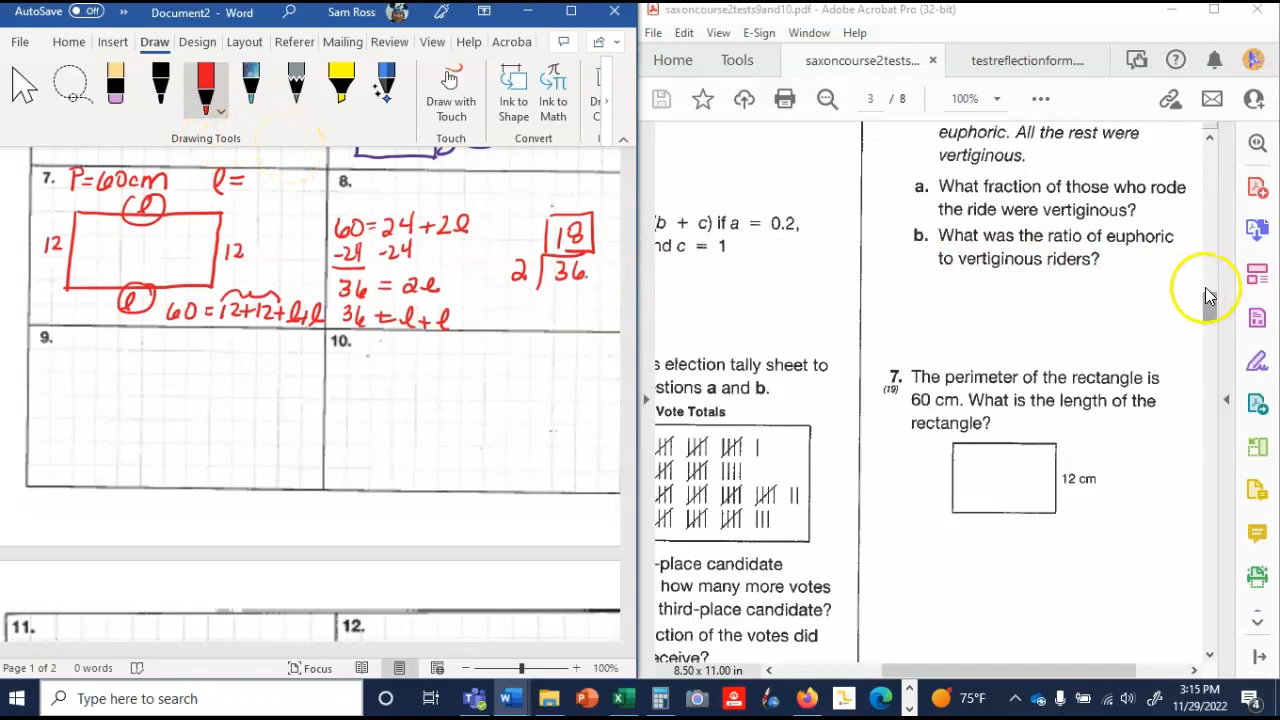 AutoSave Off Document2 - Word Sam Ross
File Home Insert Draw Design Layout Referer Mailing Review View Help Acroba
Draw with Touch
Ink to Shape
Ink to Math
Drawing Tools
Touch
Convert
7. P=60cm l=
l
12
12
l
60=12+12+l+l
8.
60=24+2l
-24 -24
36 = 2l
36 = l+l
18
2 36
9.
10.
11.
12.
Page 1 of 2 0 words Focus 100%
saxoncourse2tests9and10.pdf - Adobe Acrobat Pro (32-bit)
File Edit View E-Sign Window Help
Home Tools saxoncourse2tests... testreflectionform....
3 / 8 100%
(b + c) if a = 0.2,
nd c = 1
s election tally sheet to
stions a and b.
Vote Totals
-place candidate
how many more votes
third-place candidate?
ction of the votes did
eceive?
euphoric. All the rest were
vertiginous.
a. What fraction of those who rode
the ride were vertiginous?
b. What was the ratio of euphoric
to vertiginous riders?
7. The perimeter of the rectangle is
(19) 60 cm. What is the length of the
rectangle?
12 cm
8.50 x 11.00 in
Type here to search
75°F
3:15 PM
11/29/2022
4